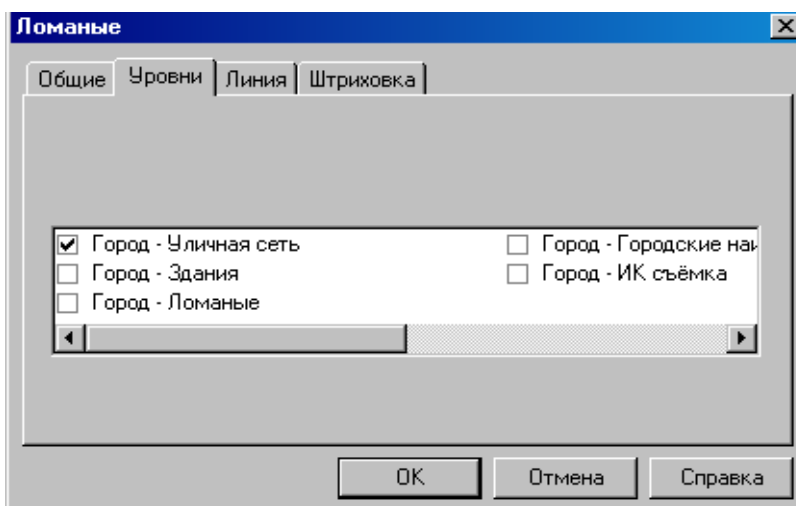 Ломаные
Общие Уровни Линия Штриховка
Город - Уличная сеть
Город - Здания
Город - Ломаные
Город - Городские наи
Город - ИК съёмка
OK Отмена Справка